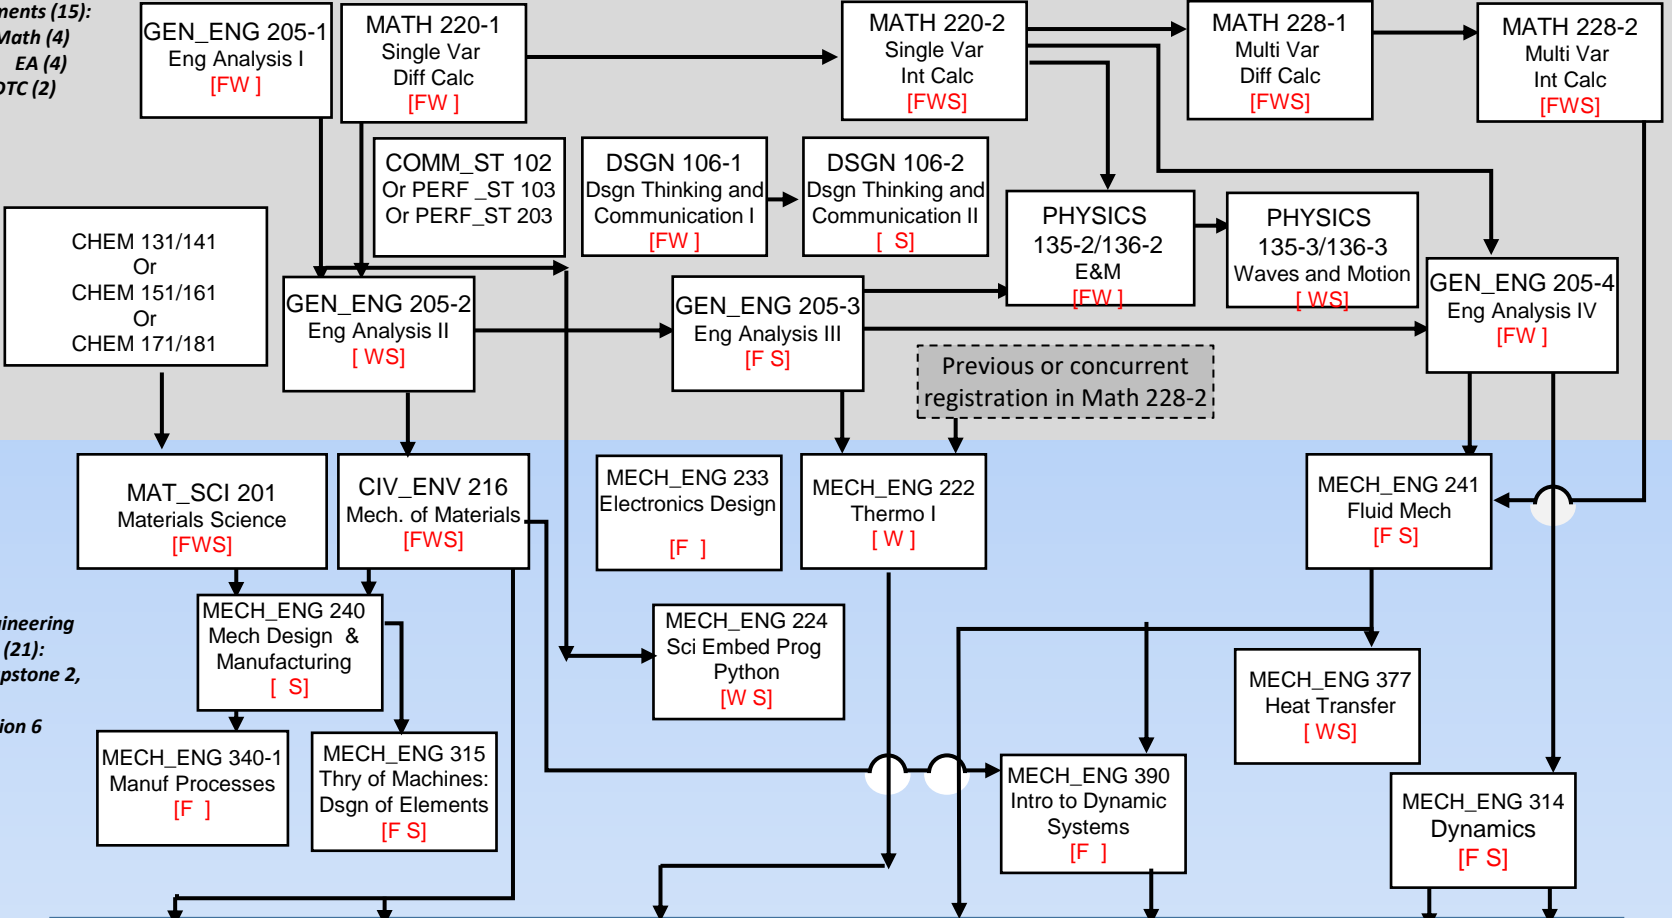 ments (15):
Math (4)
EA (4)
DTC (2)
GEN_ENG 205-1
Eng Analysis I
[FW ]
MATH 220-1
Single Var
Diff Calc
[FW ]
MATH 220-2
Single Var
Int Calc
[FWS]
MATH 228-1
Multi Var
Diff Calc
[FWS]
MATH 228-2
Multi Var
Int Calc
[FWS]
COMM_ST 102
Or PERF _ST 103
Or PERF_ST 203
DSGN 106-1
Dsgn Thinking and
Communication I
[FW ]
DSGN 106-2
Dsgn Thinking and
Communication II
[ S]
PHYSICS
135-2/136-2
E&M
[FW ]
PHYSICS
135-3/136-3
Waves and Motion
[ WS]
CHEM 131/141
Or
CHEM 151/161
Or
CHEM 171/181
GEN_ENG 205-2
Eng Analysis II
[ WS]
GEN_ENG 205-3
Eng Analysis III
[F S]
GEN_ENG 205-4
Eng Analysis IV
[FW ]
Previous or concurrent
registration in Math 228-2
MAT_SCI 201
Materials Science
[FWS]
CIV_ENV 216
Mech. of Materials
[FWS]
MECH_ENG 233
Electronics Design
[F ]
MECH_ENG 222
Thermo I
[ W ]
MECH_ENG 241
Fluid Mech
[F S]
ineering
(21):
pstone 2,
ion 6
MECH_ENG 240
Mech Design &
Manufacturing
[ S]
MECH_ENG 224
Sci Embed Prog
Python
[W S]
MECH_ENG 377
Heat Transfer
[ WS]
MECH_ENG 340-1
Manuf Processes
[F ]
MECH_ENG 315
Thry of Machines:
Dsgn of Elements
[F S]
MECH_ENG 390
Intro to Dynamic
Systems
[F ]
MECH_ENG 314
Dynamics
[F S]